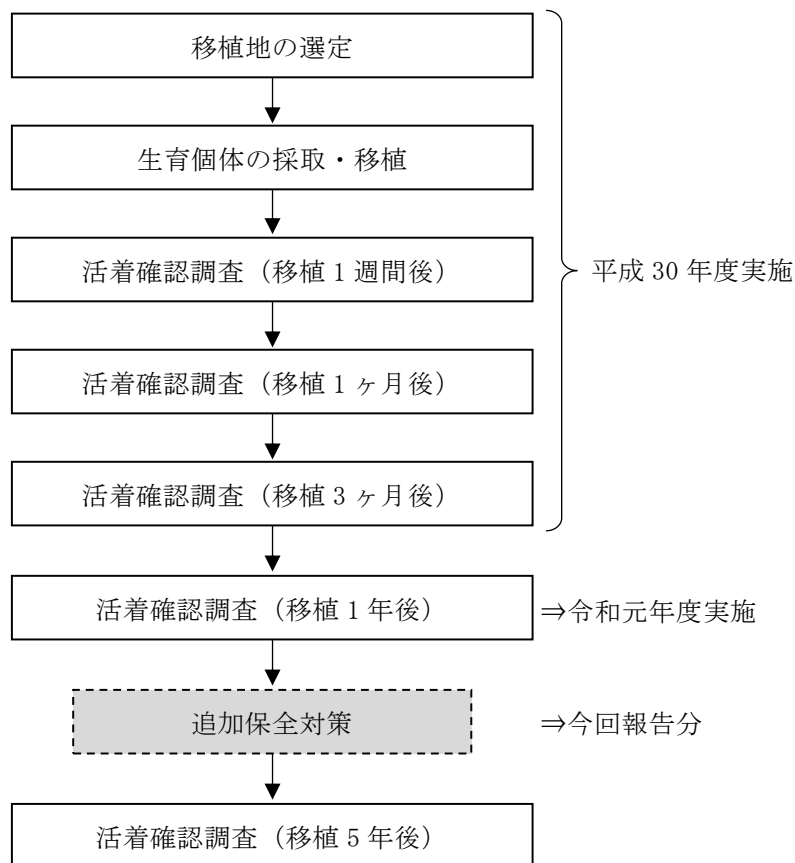 移植地の選定
生育個体の採取・移植
活着確認調査（移植 1 週間後）
平成 30 年度実施
活着確認調査（移植 1 ヶ月後）
活着確認調査（移植 3 ヶ月後）
活着確認調査（移植 1 年後）
⇒令和元年度実施
追加保全対策
⇒今回報告分
活着確認調査（移植 5 年後）